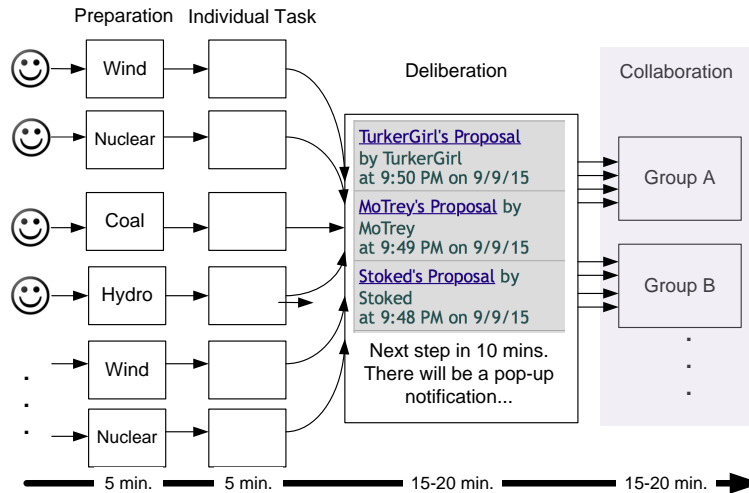 Preparation
Individual Task
Deliberation
Collaboration
Wind
Nuclear
Coal
Hydro
Wind
Nuclear
TurkerGirl's Proposal
by TurkerGirl
at 9:50 PM on 9/9/15
MoTrey's Proposal by
MoTrey
at 9:49 PM on 9/9/15
Stoked's Proposal by
Stoked
at 9:48 PM on 9/9/15
Next step in 10 mins.
There will be a pop-up
notification...
Group A
Group B
5 min.
5 min.
15-20 min.
15-20 min.